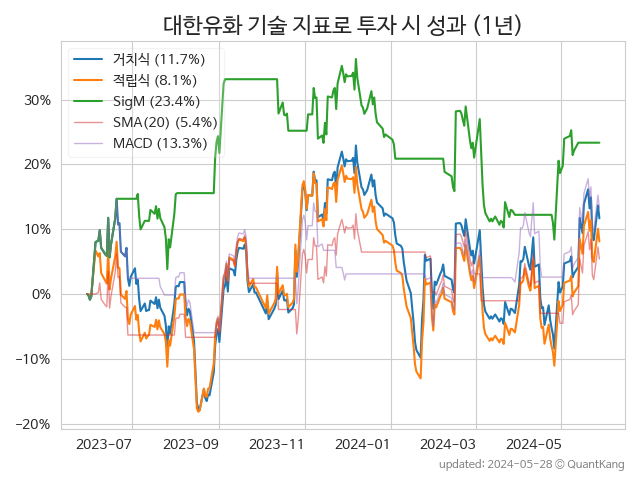 대한유화 기술 지표로 투자 시 성과 (1년)
거치식 (11.7%)
적립식 (8.1%)
SigM (23.4%)
SMA(20) (5.4%)
MACD (13.3%)
30%
20%
10%
0%
−10%
−20%
2023-07 2023-09 2023-11 2024-01 2024-03 2024-05
updated: 2024-05-28 © QuantKang